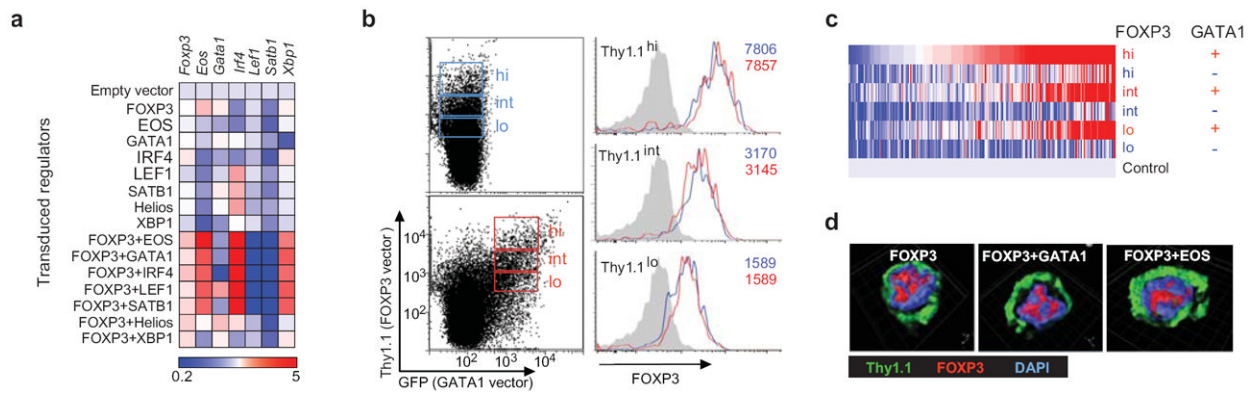 a
Foxp3 Eos Gata1 Irf4 Lef1 Satb1 Xbp1
Transduced regulators
Empty vector
FOXP3
EOS
GATA1
IRF4
LEF1
SATB1
Helios
XBP1
FOXP3+EOS
FOXP3+GATA1
FOXP3+IRF4
FOXP3+LEF1
FOXP3+SATB1
FOXP3+Helios
FOXP3+XBP1
0.2 5
b
hi
int
lo
hi
int
lo
Thy1.1 (FOXP3 vector)
10⁴
10³
10²
10² 10³ 10⁴
GFP (GATA1 vector)
Thy1.1 hi
7806
7857
Thy1.1 int
3170
3145
Thy1.1 lo
1589
1589
FOXP3
c
FOXP3 GATA1
hi +
hi -
int +
int -
lo +
lo -
Control
d
FOXP3 FOXP3+GATA1 FOXP3+EOS
Thy1.1 FOXP3 DAPI